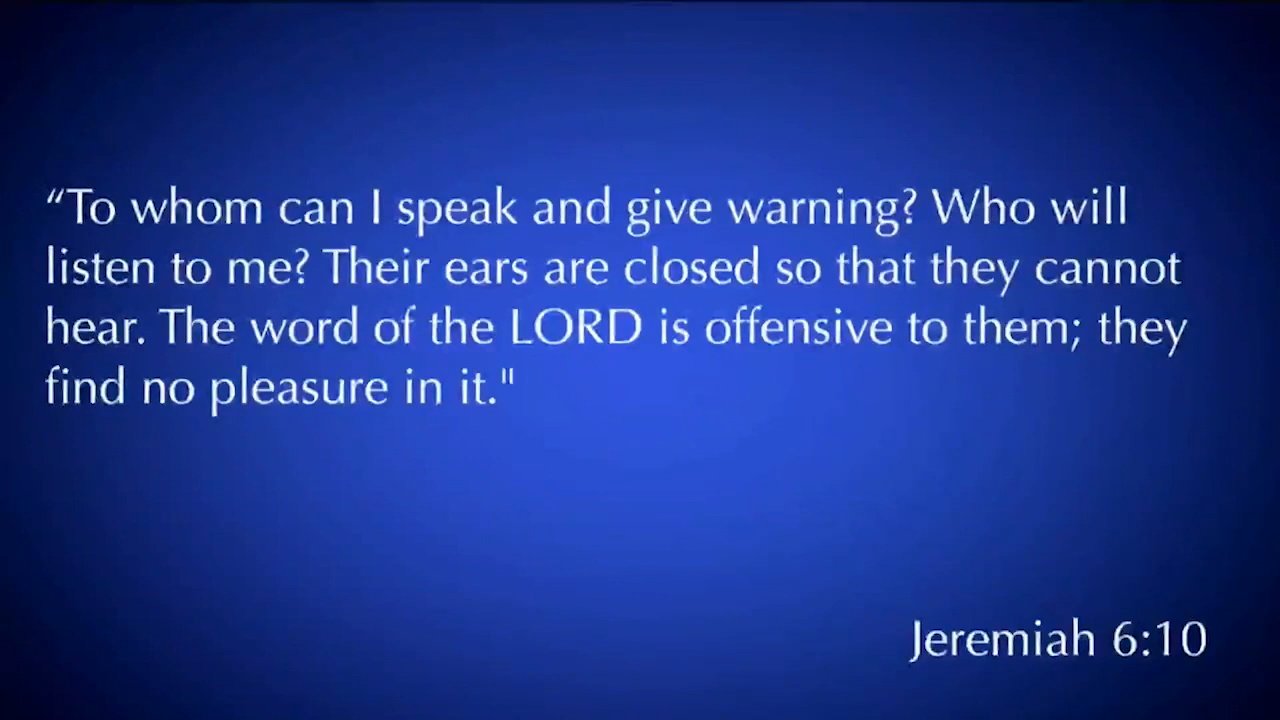 “To whom can I speak and give warning? Who will
listen to me? Their ears are closed so that they cannot
hear. The word of the LORD is offensive to them; they
find no pleasure in it."
Jeremiah 6:10